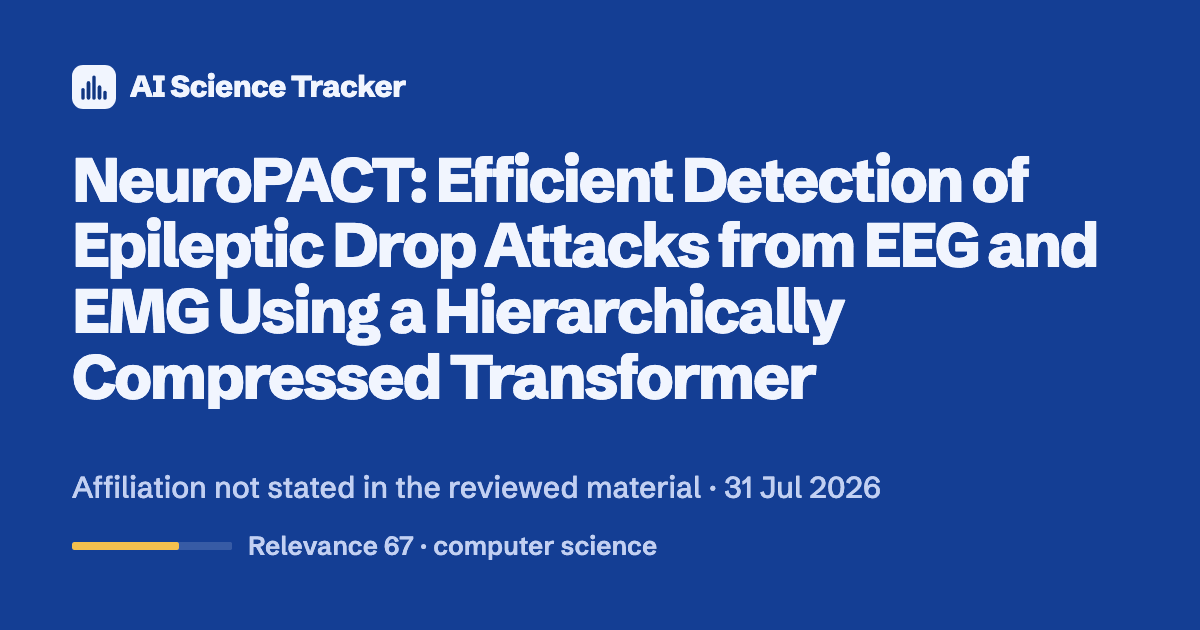 AI Science Tracker
NeuroPACT: Efficient Detection of
Epileptic Drop Attacks from EEG and
EMG Using a Hierarchically
Compressed Transformer
Affiliation not stated in the reviewed material · 31 Jul 2026
Relevance 67 · computer science